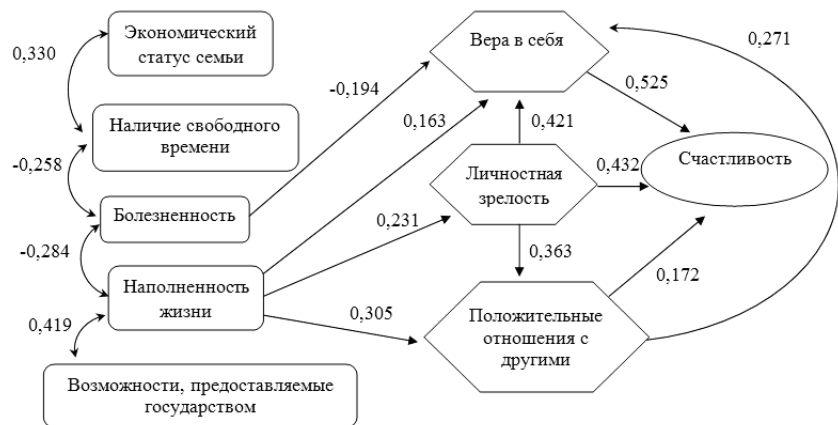 Экономический
статус семьи
Наличие свободного
времени
Болезненность
Наполненность
жизни
Возможности, предоставляемые
государством
0,330
-0,258
-0,284
0,419
-0,194
0,163
0,231
0,305
Вера в себя
0,421
Личностная
зрелость
0,363
Положительные
отношения с
другими
0,525
0,432
0,172
0,271
Счастливость